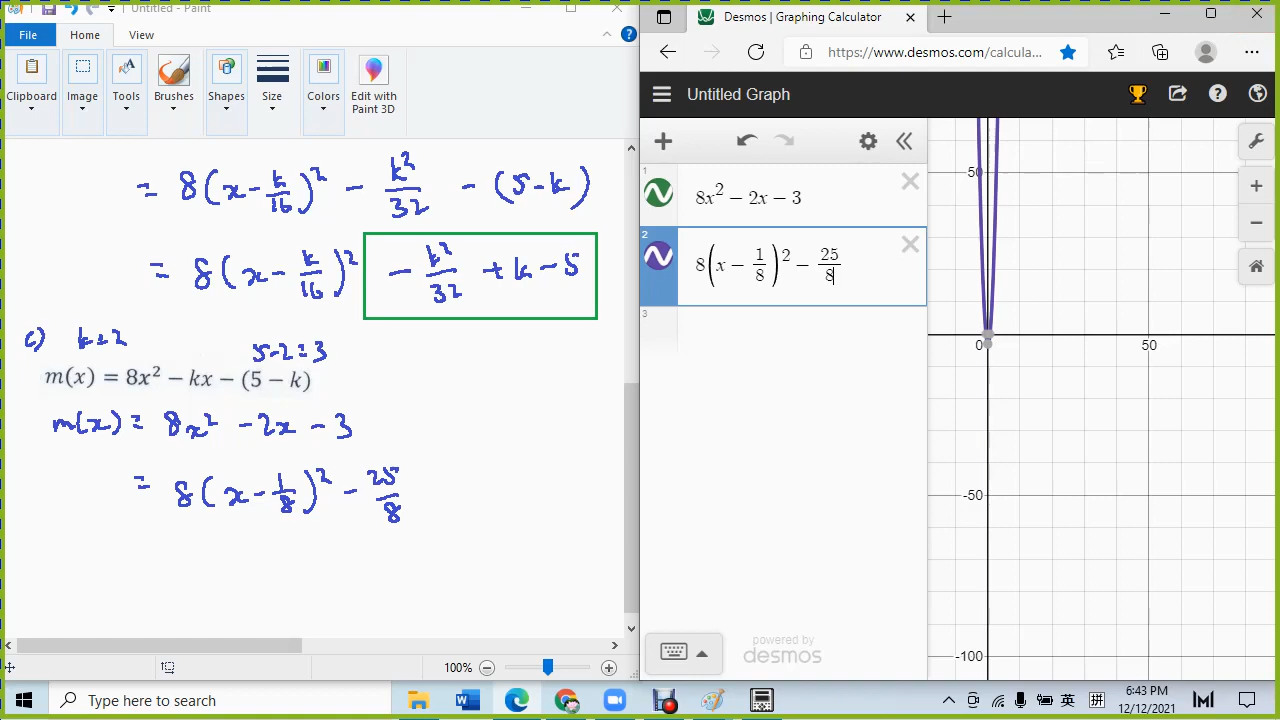 Untitled - Paint
File Home View
Clipboard Image Tools Brushes Shapes Size Colors Edit with Paint 3D
= 8(x - k/16)² - k²/32 - (5 - k)
= 8(x - k/16)² - k²/32 + k - 5
c) k = 2
5 - 2 = 3
m(x) = 8x² − kx − (5 − k)
m(x) = 8x² - 2x - 3
= 8(x - 1/8)² - 25/8
100%
Desmos | Graphing Calculator
https://www.desmos.com/calcula...
Untitled Graph
1
8x² − 2x − 3
2
8(x − 1/8)² − 25/8
3
powered by
desmos
50
0
50
-50
-100
Type here to search
英 拼
6:43 PM
12/12/2021